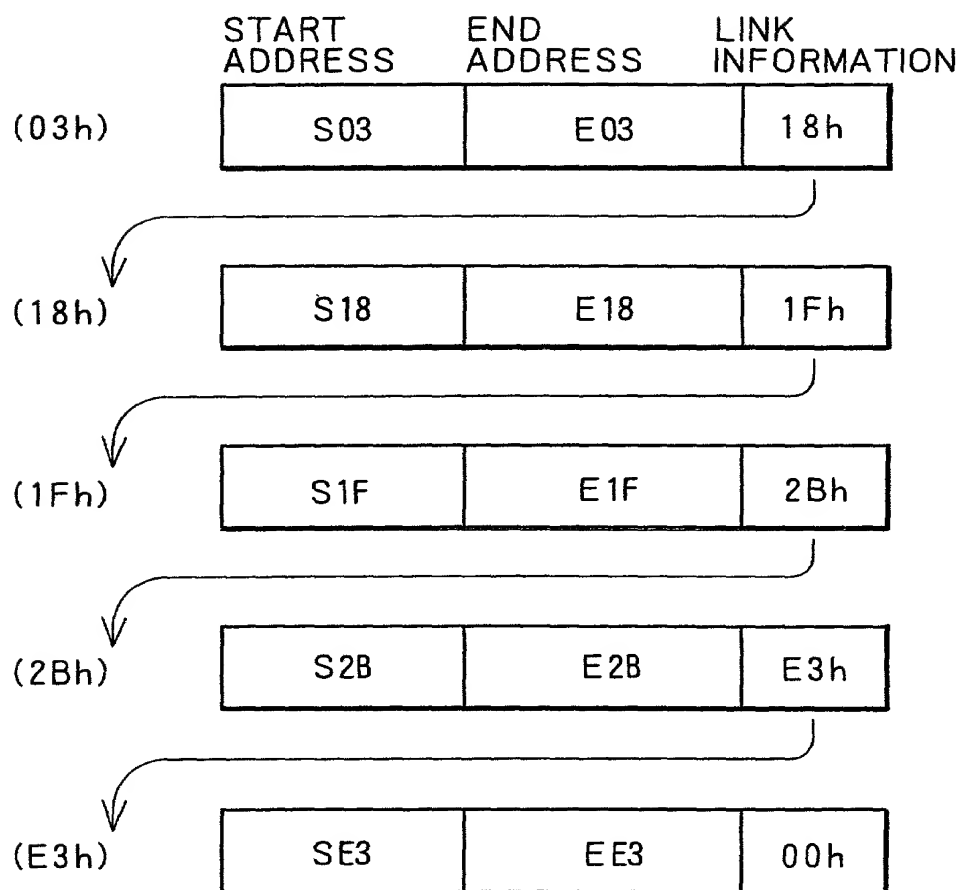 START ADDRESS END ADDRESS LINK INFORMATION
(03h) S03 E03 18h
(18h) S18 E18 1Fh
(1Fh) S1F E1F 2Bh
(2Bh) S2B E2B E3h
(E3h) SE3 EE3 00h